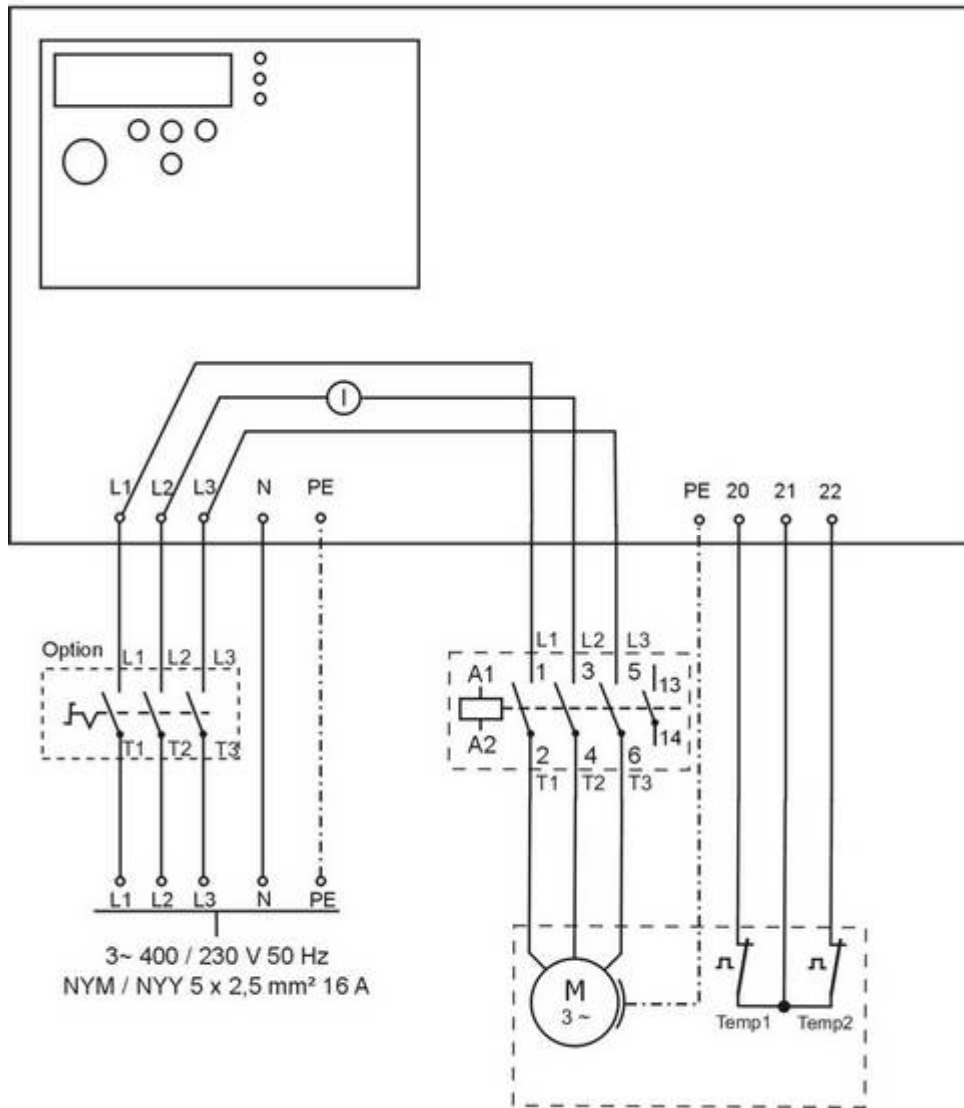 I
L1 L2 L3 N PE
PE 20 21 22
Option
L1 L2 L3
T1 T2 T3
L1 L2 L3
A1 1 3 5 13
A2 2 4 6 14
T1 T2 T3
L1 L2 L3 N PE
3~ 400 / 230 V 50 Hz
NYM / NYY 5 x 2,5 mm² 16 A
M
3 ~
Temp1 Temp2